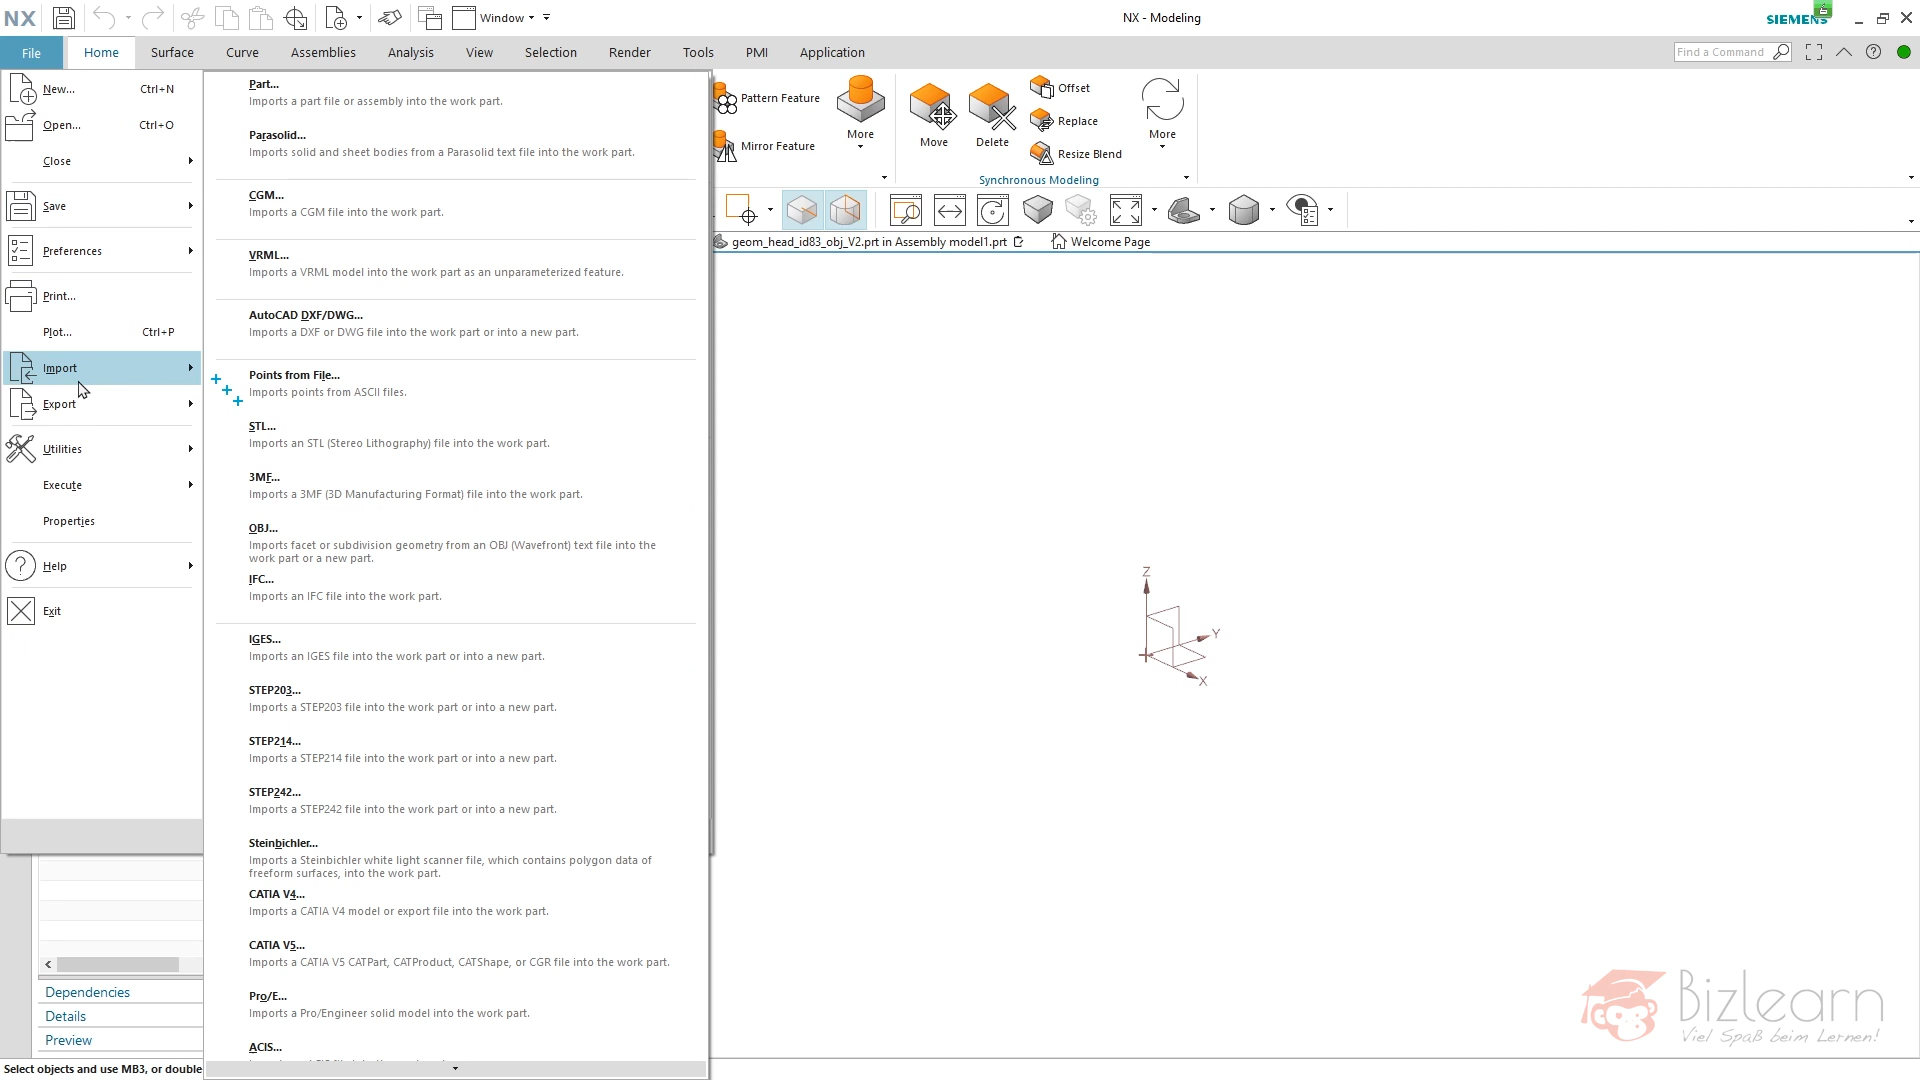 NX
Window
NX - Modeling
SIEMENS
File
Home
Surface
Curve
Assemblies
Analysis
View
Selection
Render
Tools
PMI
Application
Find a Command
New... Ctrl+N
Open... Ctrl+O
Close
Save
Preferences
Print...
Plot... Ctrl+P
Import
Export
Utilities
Execute
Properties
Help
Exit
Part...
Imports a part file or assembly into the work part.
Parasolid...
Imports solid and sheet bodies from a Parasolid text file into the work part.
CGM...
Imports a CGM file into the work part.
VRML...
Imports a VRML model into the work part as an unparameterized feature.
AutoCAD DXF/DWG...
Imports a DXF or DWG file into the work part or into a new part.
Points from File...
Imports points from ASCII files.
STL...
Imports an STL (Stereo Lithography) file into the work part.
3MF...
Imports a 3MF (3D Manufacturing Format) file into the work part.
OBJ...
Imports facet or subdivision geometry from an OBJ (Wavefront) text file into the
work part or a new part.
IFC...
Imports an IFC file into the work part.
IGES...
Imports an IGES file into the work part or into a new part.
STEP203...
Imports a STEP203 file into the work part or into a new part.
STEP214...
Imports a STEP214 file into the work part or into a new part.
STEP242...
Imports a STEP242 file into the work part or into a new part.
Steinbichler...
Imports a Steinbichler white light scanner file, which contains polygon data of
freeform surfaces, into the work part.
CATIA V4...
Imports a CATIA V4 model or export file into the work part.
CATIA V5...
Imports a CATIA V5 CATPart, CATProduct, CATShape, or CGR file into the work part.
Pro/E...
Imports a Pro/Engineer solid model into the work part.
ACIS...
Pattern Feature
Mirror Feature
More
Move
Delete
Offset
Replace
Resize Blend
More
Synchronous Modeling
geom_head_id83_obj_V2.prt in Assembly model1.prt
Welcome Page
Z
Y
X
Dependencies
Details
Preview
Select objects and use MB3, or double
Bizlearn
Viel Spaß beim Lernen!